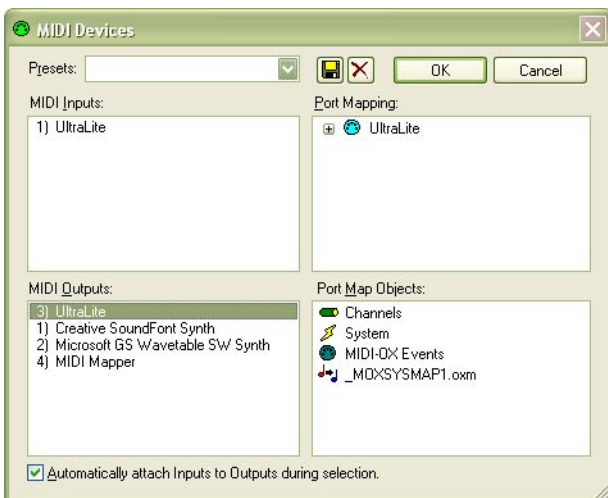 MIDI Devices
Presets:
OK
Cancel
MIDI Inputs:
1) UltraLite
Port Mapping:
UltraLite
MIDI Outputs:
3) UltraLite
1) Creative SoundFont Synth
2) Microsoft GS Wavetable SW Synth
4) MIDI Mapper
Port Map Objects:
Channels
System
MIDI-OX Events
_MOXSYSMAP1.oxm
Automatically attach Inputs to Outputs during selection.